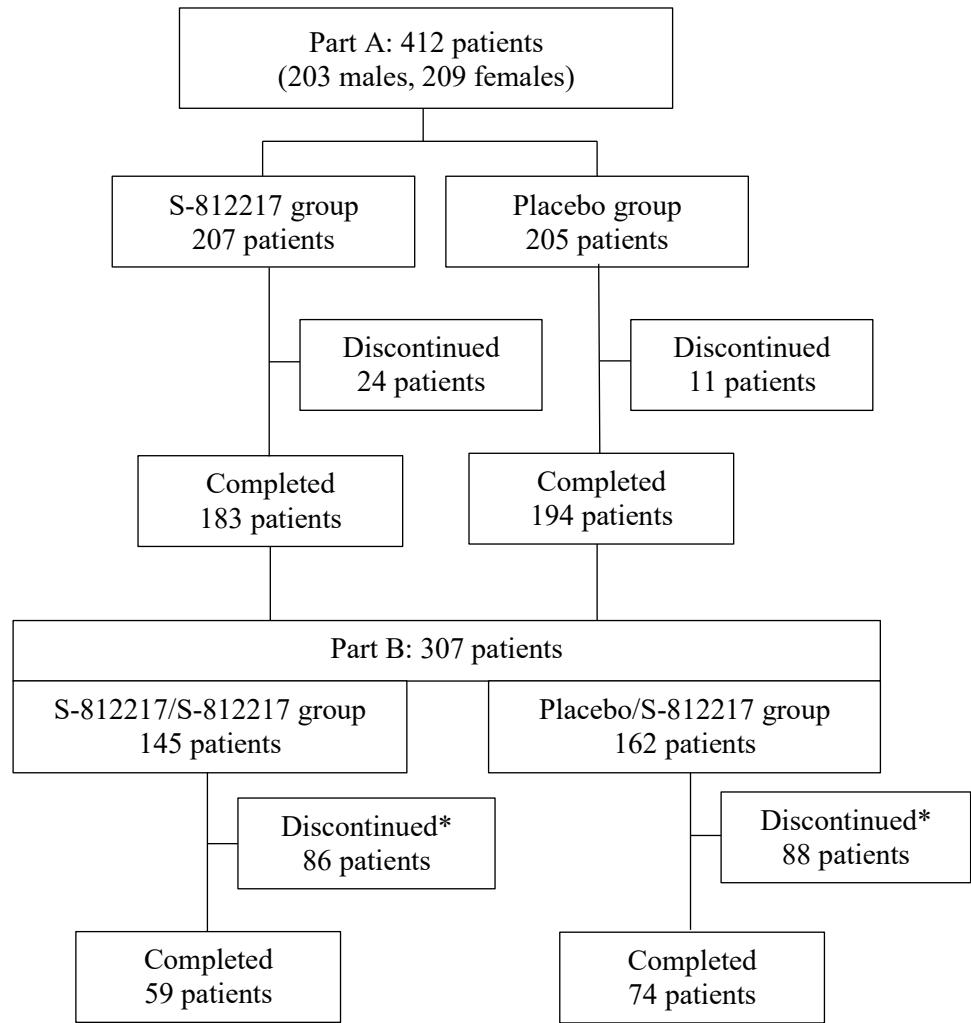 Part A: 412 patients
(203 males, 209 females)
S-812217 group
207 patients
Placebo group
205 patients
Discontinued
24 patients
Discontinued
11 patients
Completed
183 patients
Completed
194 patients
Part B: 307 patients
S-812217/S-812217 group
145 patients
Placebo/S-812217 group
162 patients
Discontinued*
86 patients
Discontinued*
88 patients
Completed
59 patients
Completed
74 patients